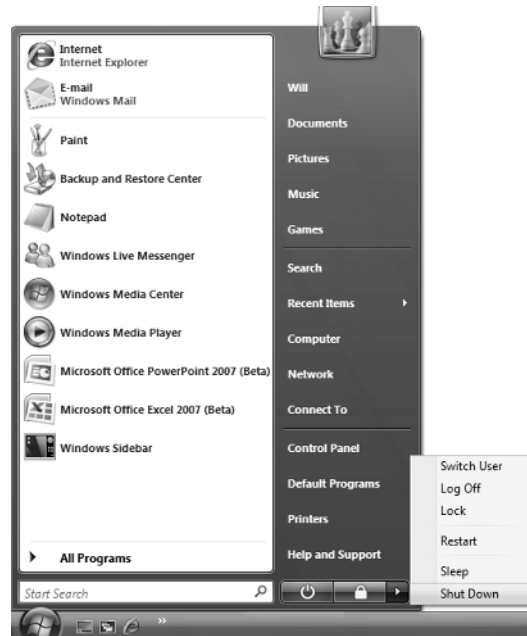 Internet
Internet Explorer
E-mail
Windows Mail
Paint
Backup and Restore Center
Notepad
Windows Live Messenger
Windows Media Center
Windows Media Player
Microsoft Office PowerPoint 2007 (Beta)
Microsoft Office Excel 2007 (Beta)
Windows Sidebar
All Programs
Start Search
Will
Documents
Pictures
Music
Games
Search
Recent Items
Computer
Network
Connect To
Control Panel
Default Programs
Printers
Help and Support
Switch User
Log Off
Lock
Restart
Sleep
Shut Down